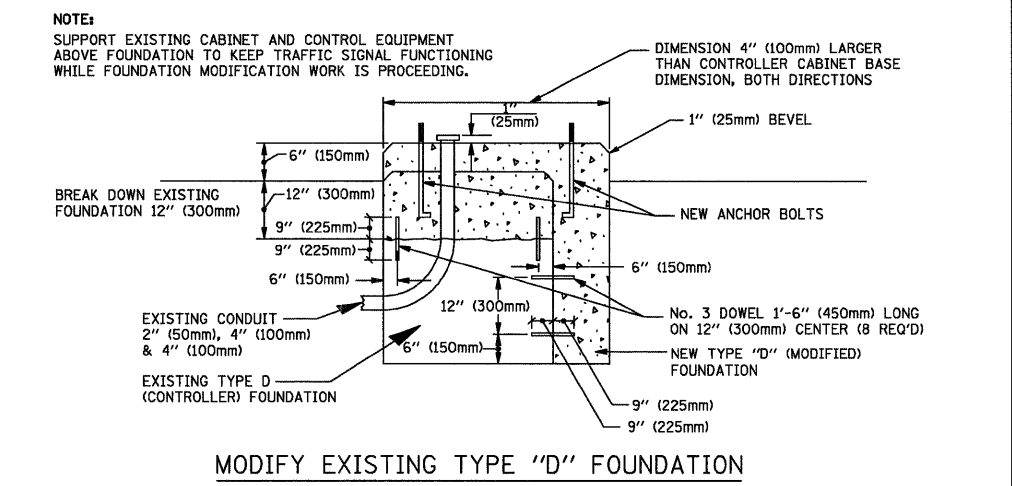 NOTE:
SUPPORT EXISTING CABINET AND CONTROL EQUIPMENT
ABOVE FOUNDATION TO KEEP TRAFFIC SIGNAL FUNCTIONING
WHILE FOUNDATION MODIFICATION WORK IS PROCEEDING.
DIMENSION 4" (100mm) LARGER
THAN CONTROLLER CABINET BASE
DIMENSION, BOTH DIRECTIONS
1"
(25mm)
1" (25mm) BEVEL
6" (150mm)
BREAK DOWN EXISTING
FOUNDATION 12" (300mm)
12" (300mm)
NEW ANCHOR BOLTS
9" (225mm)
9" (225mm)
6" (150mm)
6" (150mm)
12" (300mm)
No. 3 DOWEL 1'-6" (450mm) LONG
ON 12" (300mm) CENTER (8 REQ'D)
EXISTING CONDUIT
2" (50mm), 4" (100mm)
& 4" (100mm)
6" (150mm)
NEW TYPE "D" (MODIFIED)
FOUNDATION
EXISTING TYPE D
(CONTROLLER) FOUNDATION
9" (225mm)
9" (225mm)
MODIFY EXISTING TYPE "D" FOUNDATION